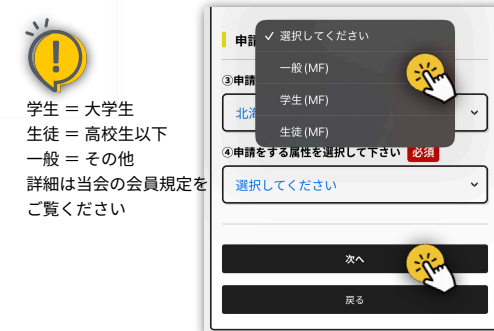 学生 ＝ 大学生
生徒 ＝ 高校生以下
一般 ＝ その他
詳細は当会の会員規定を
ご覧ください
申請
✓ 選択してください
一般(MF)
学生(MF)
生徒(MF)
③申請
北海
④申請をする属性を選択して下さい 必須
選択してください
次へ
戻る